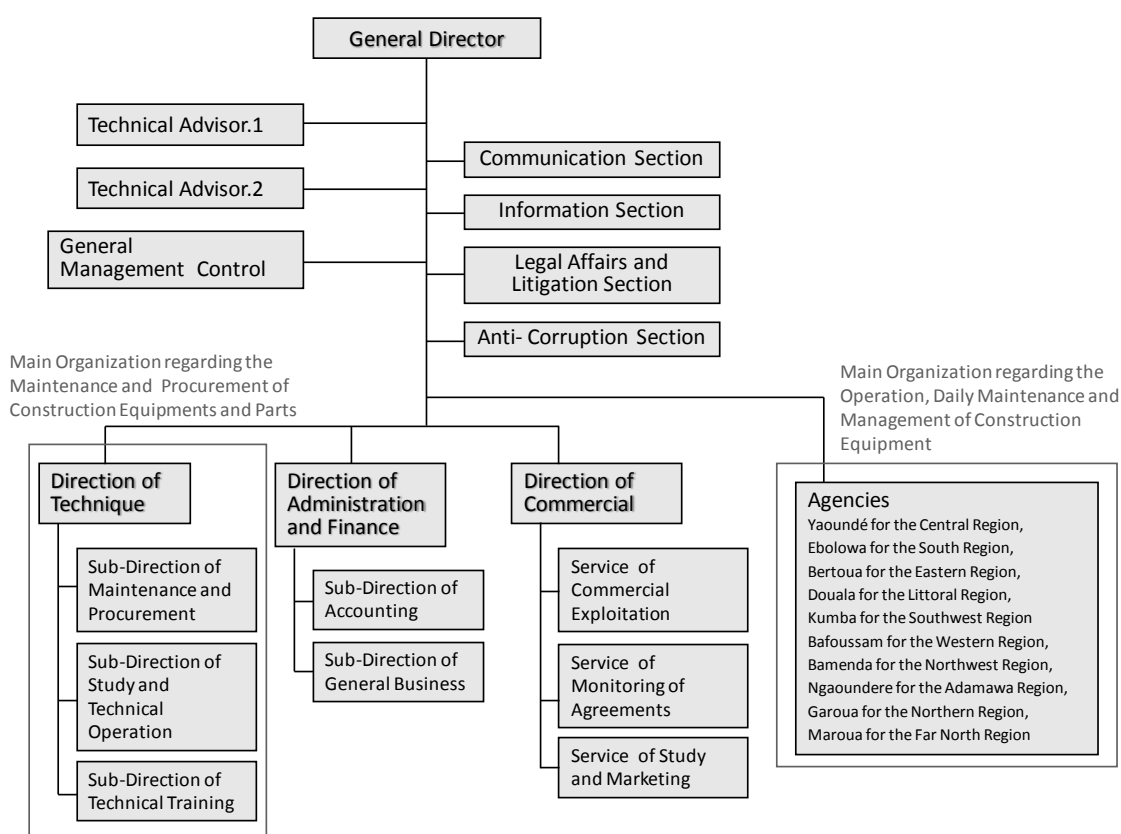 General Director
Technical Advisor.1
Communication Section
Technical Advisor.2
Information Section
General
Management Control
Legal Affairs and
Litigation Section
Anti- Corruption Section
Main Organization regarding the
Maintenance and Procurement of
Construction Equipments and Parts
Main Organization regarding the
Operation, Daily Maintenance and
Management of Construction
Equipment
Direction of
Technique
Sub-Direction of
Maintenance and
Procurement
Sub-Direction of
Study and
Technical
Operation
Sub-Direction of
Technical Training
Direction of
Administration
and Finance
Sub-Direction of
Accounting
Sub-Direction of
General Business
Direction of
Commercial
Service of
Commercial
Exploitation
Service of
Monitoring of
Agreements
Service of Study
and Marketing
Agencies
Yaoundé for the Central Region,
Ebolowa for the South Region,
Bertoua for the Eastern Region,
Douala for the Littoral Region,
Kumba for the Southwest Region
Bafoussam for the Western Region,
Bamenda for the Northwest Region,
Ngaoundere for the Adamawa Region,
Garoua for the Northern Region,
Maroua for the Far North Region